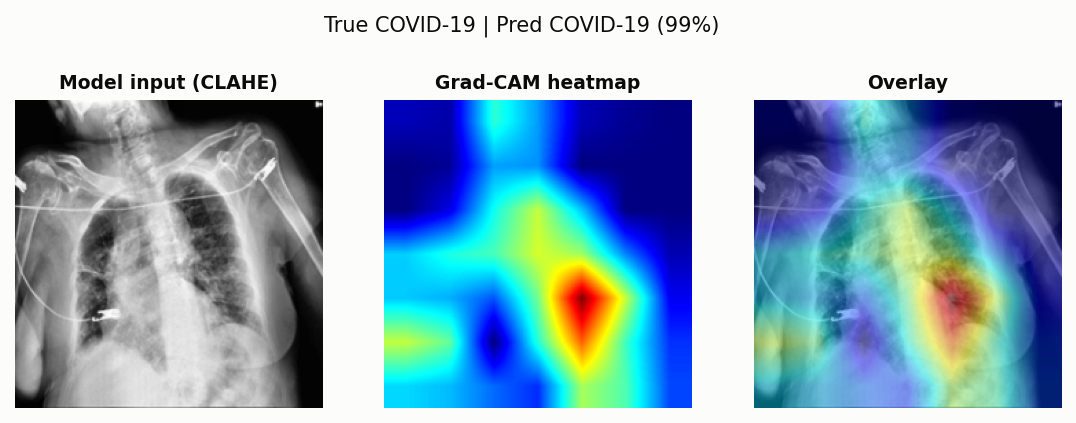 True COVID-19 | Pred COVID-19 (99%)
Model input (CLAHE)
Grad-CAM heatmap
Overlay